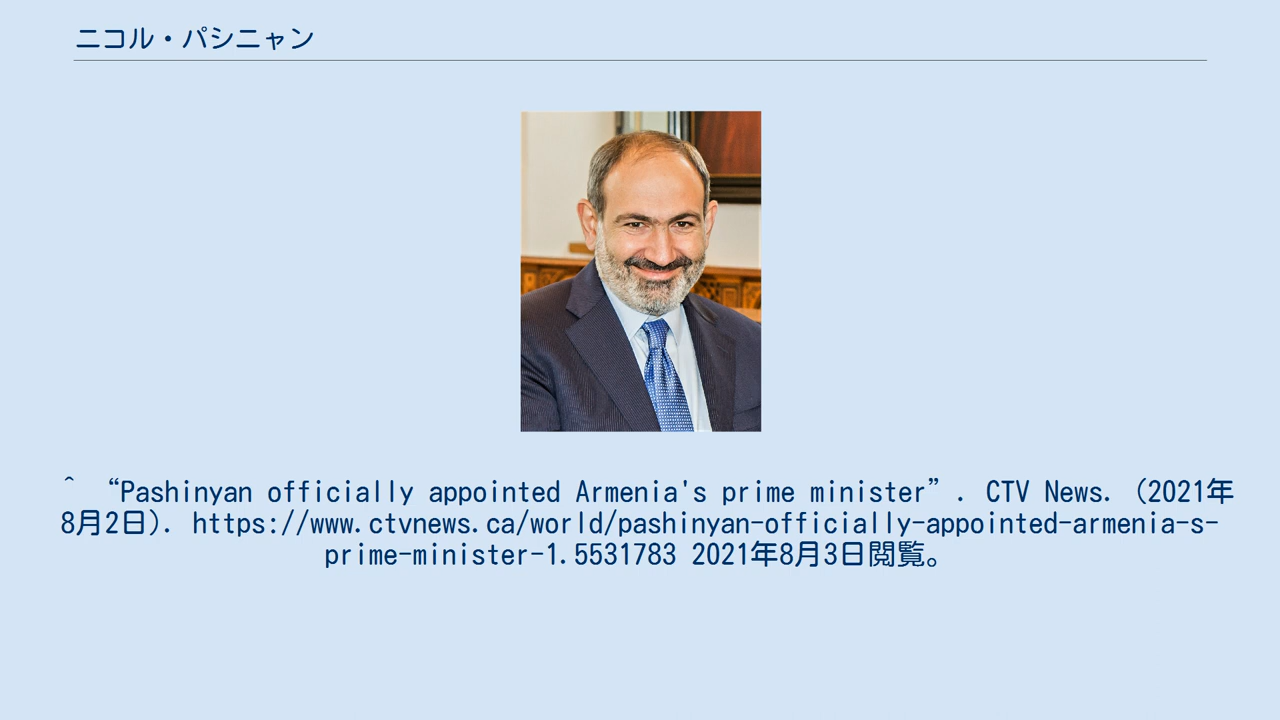 ニコル・パシニャン
^ “Pashinyan officially appointed Armenia's prime minister”. CTV News. (2021年
8月2日). https://www.ctvnews.ca/world/pashinyan-officially-appointed-armenia-s-
prime-minister-1.5531783 2021年8月3日閲覧。